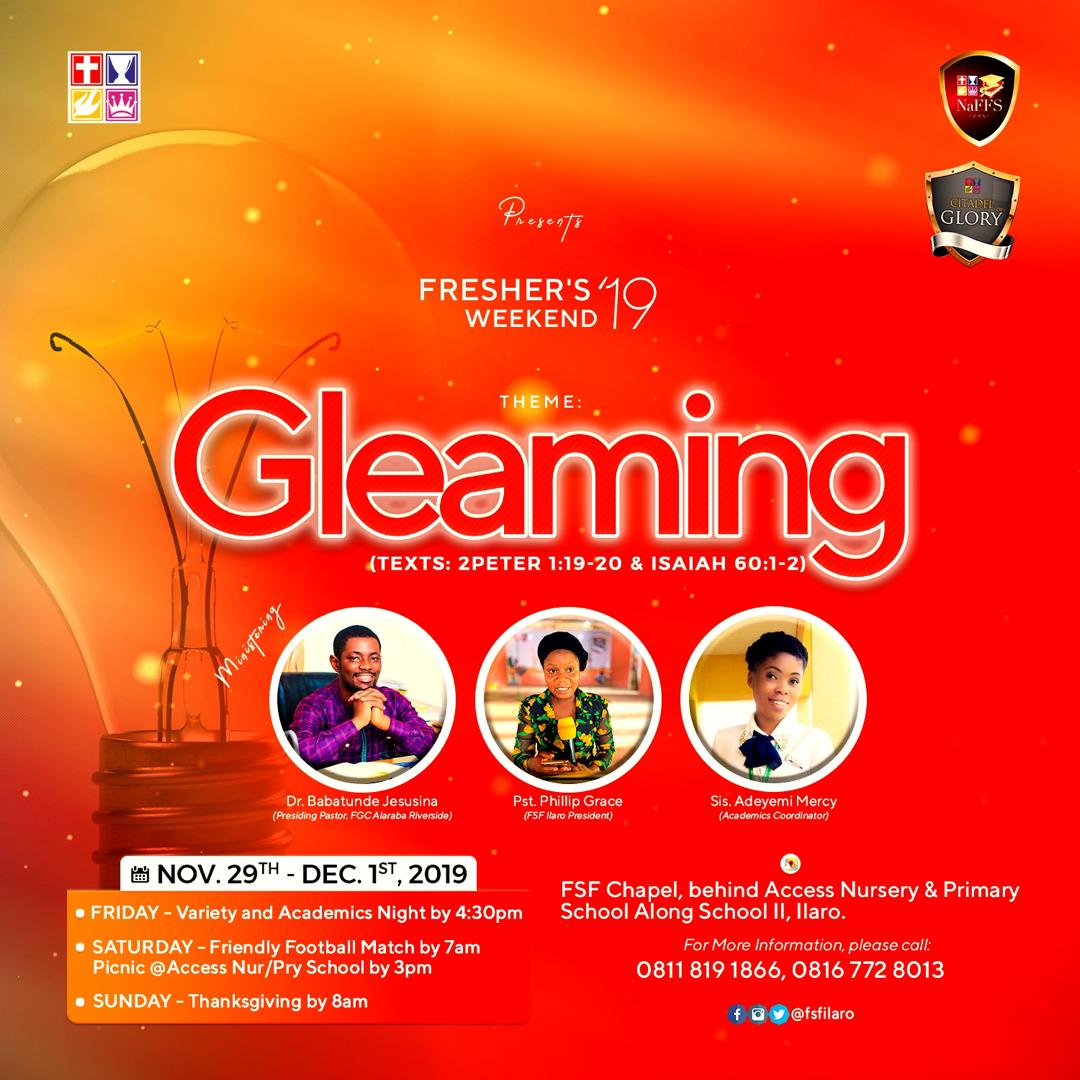 NaFFS
CITADEL OF
GLORY
Presents
FRESHER'S '19
WEEKEND
THEME:
Gleaming
(TEXTS: 2PETER 1:19-20 & ISAIAH 60:1-2)
Ministering
Dr. Babatunde Jesusina
(Presiding Pastor. FGC Alaraba Riverside)
Pst. Phillip Grace
(FSF Ilaro President)
Sis. Adeyemi Mercy
(Academics Coordinator)
NOV. 29TH - DEC. 1ST, 2019
• FRIDAY - Variety and Academics Night by 4:30pm
• SATURDAY - Friendly Football Match by 7am
Picnic @Access Nur/Pry School by 3pm
• SUNDAY - Thanksgiving by 8am
FSF Chapel, behind Access Nursery & Primary
School Along School II, Ilaro.
For More Information, please call:
0811 819 1866, 0816 772 8013
@fsfilaro